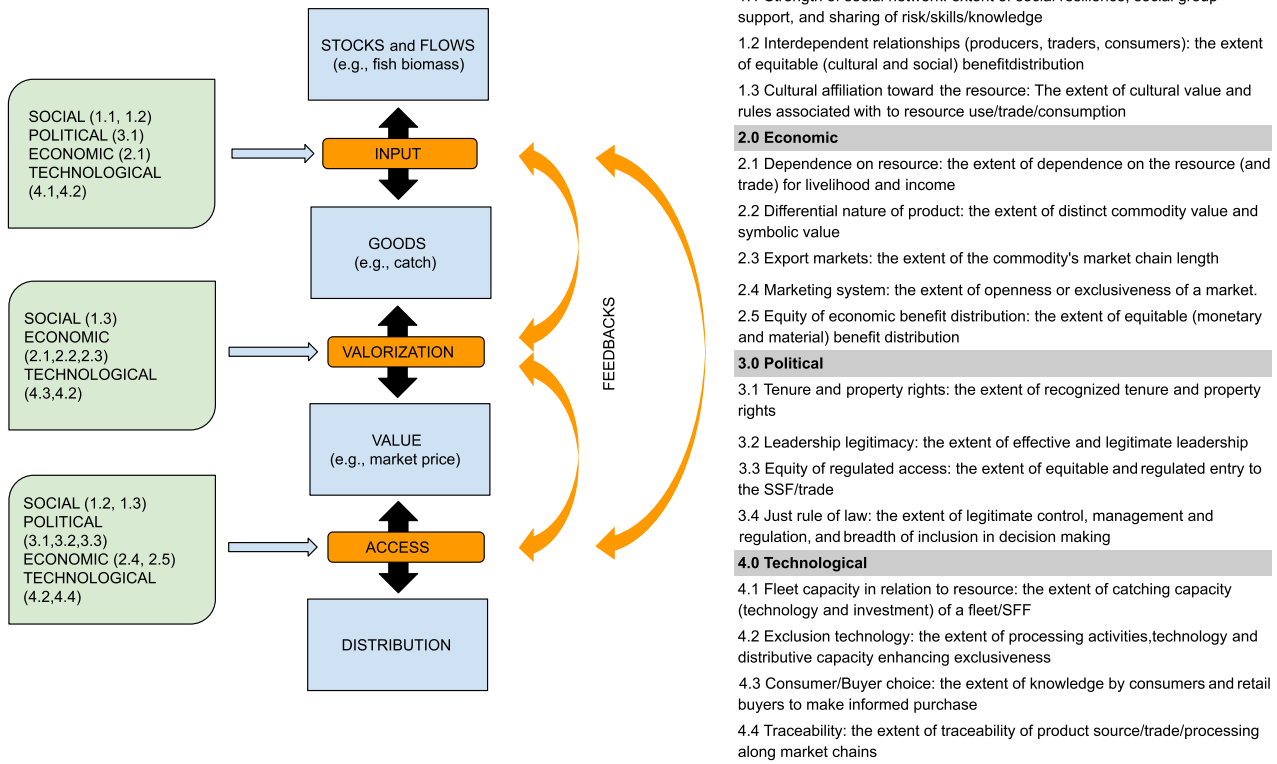 STOCKS and FLOWS
(e.g., fish biomass)
SOCIAL (1.1, 1.2)
POLITICAL (3.1)
ECONOMIC (2.1)
TECHNOLOGICAL
(4.1,4.2)
INPUT
GOODS
(e.g., catch)
SOCIAL (1.3)
ECONOMIC
(2.1,2.2,2.3)
TECHNOLOGICAL
(4.3,4.2)
VALORIZATION
FEEDBACKS
VALUE
(e.g., market price)
SOCIAL (1.2, 1.3)
POLITICAL
(3.1,3.2,3.3)
ECONOMIC (2.4, 2.5)
TECHNOLOGICAL
(4.2,4.4)
ACCESS
DISTRIBUTION
support, and sharing of risk/skills/knowledge
1.2 Interdependent relationships (producers, traders, consumers): the extent
of equitable (cultural and social) benefitdistribution
1.3 Cultural affiliation toward the resource: The extent of cultural value and
rules associated with to resource use/trade/consumption
2.0 Economic
2.1 Dependence on resource: the extent of dependence on the resource (and
trade) for livelihood and income
2.2 Differential nature of product: the extent of distinct commodity value and
symbolic value
2.3 Export markets: the extent of the commodity's market chain length
2.4 Marketing system: the extent of openness or exclusiveness of a market.
2.5 Equity of economic benefit distribution: the extent of equitable (monetary
and material) benefit distribution
3.0 Political
3.1 Tenure and property rights: the extent of recognized tenure and property
rights
3.2 Leadership legitimacy: the extent of effective and legitimate leadership
3.3 Equity of regulated access: the extent of equitable and regulated entry to
the SSF/trade
3.4 Just rule of law: the extent of legitimate control, management and
regulation, and breadth of inclusion in decision making
4.0 Technological
4.1 Fleet capacity in relation to resource: the extent of catching capacity
(technology and investment) of a fleet/SFF
4.2 Exclusion technology: the extent of processing activities,technology and
distributive capacity enhancing exclusiveness
4.3 Consumer/Buyer choice: the extent of knowledge by consumers and retail
buyers to make informed purchase
4.4 Traceability: the extent of traceability of product source/trade/processing
along market chains